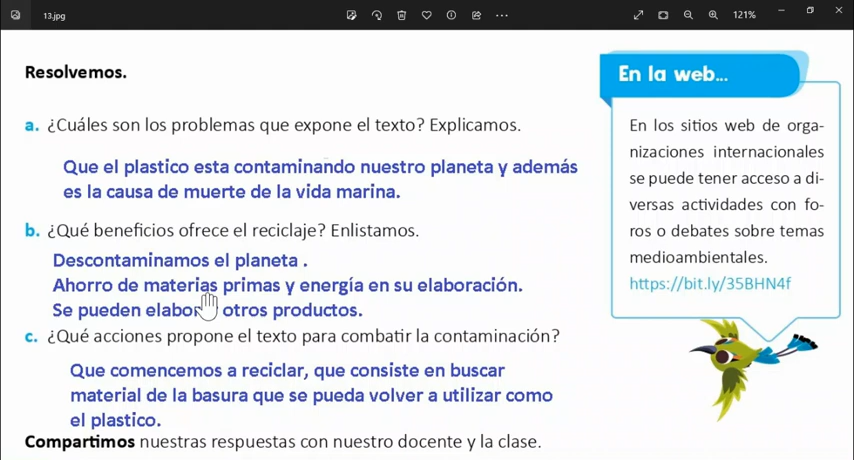 13.jpg
121%
Resolvemos.
a. ¿Cuáles son los problemas que expone el texto? Explicamos.
Que el plastico esta contaminando nuestro planeta y además
es la causa de muerte de la vida marina.
b. ¿Qué beneficios ofrece el reciclaje? Enlistamos.
Descontaminamos el planeta .
Ahorro de materias primas y energía en su elaboración.
Se pueden elabor otros productos.
c. ¿Qué acciones propone el texto para combatir la contaminación?
Que comencemos a reciclar, que consiste en buscar
material de la basura que se pueda volver a utilizar como
el plastico.
Compartimos nuestras respuestas con nuestro docente y la clase.
En la web...
En los sitios web de orga-
nizaciones internacionales
se puede tener acceso a di-
versas actividades con fo-
ros o debates sobre temas
medioambientales.
https://bit.ly/35BHN4f